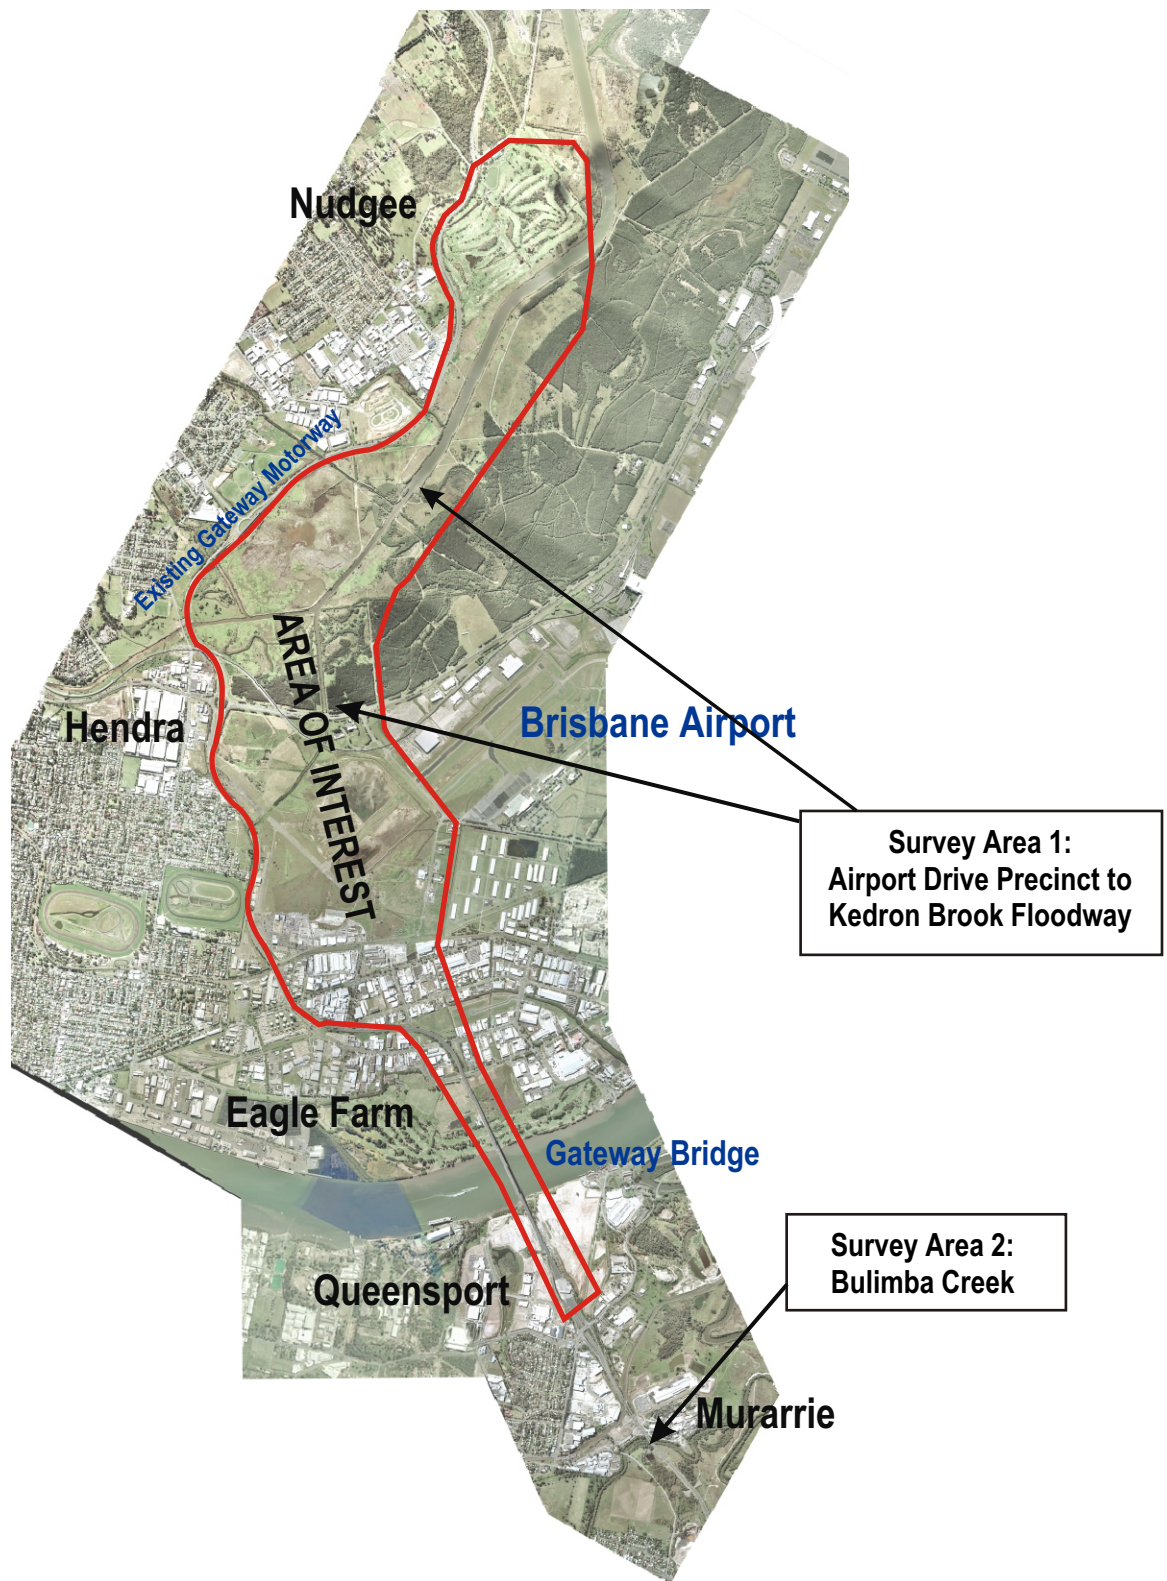 Nudgee
Existing Gateway Motorway
AREA OF INTEREST
Hendra
Brisbane Airport
Survey Area 1:
Airport Drive Precinct to
Kedron Brook Floodway
Eagle Farm
Gateway Bridge
Survey Area 2:
Bulimba Creek
Queensport
Murarrie